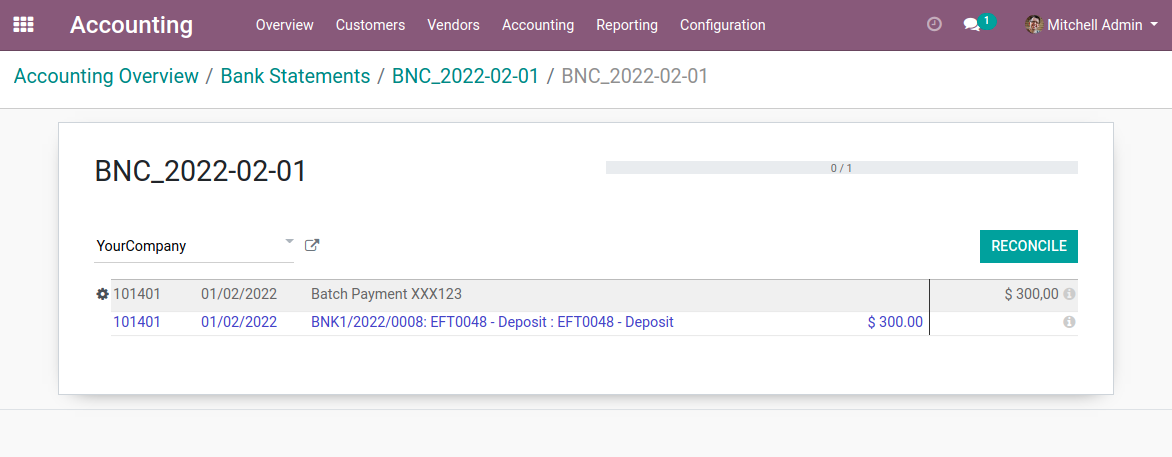 Accounting Overview Customers Vendors Accounting Reporting Configuration 1 Mitchell Admin
Accounting Overview / Bank Statements / BNC_2022-02-01 / BNC_2022-02-01
BNC_2022-02-01 0 / 1
YourCompany RECONCILE
101401 01/02/2022 Batch Payment XXX123 $ 300,00
101401 01/02/2022 BNK1/2022/0008: EFT0048 - Deposit : EFT0048 - Deposit $ 300.00